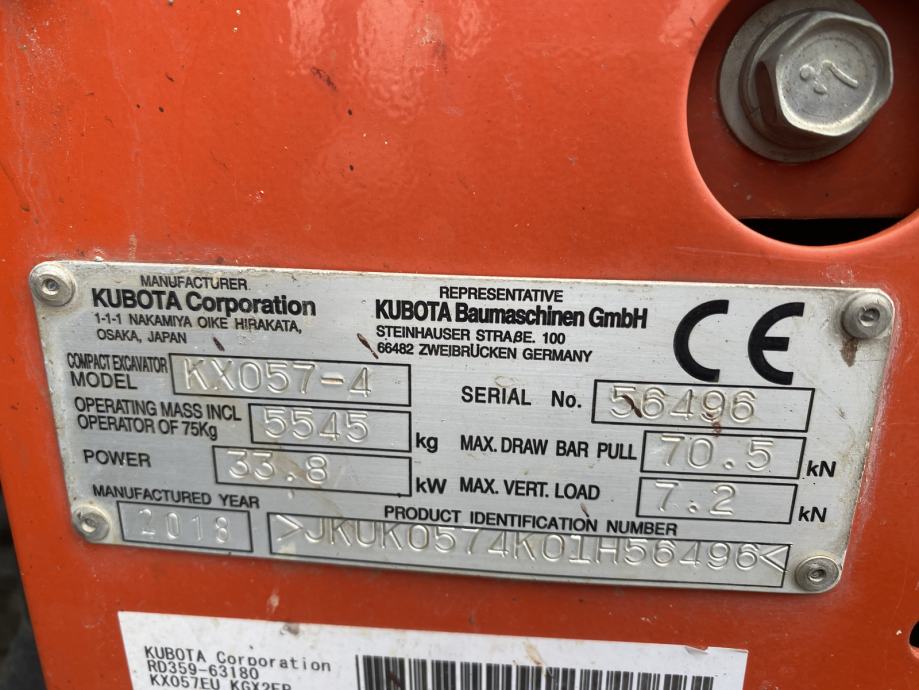 MANUFACTURER
KUBOTA Corporation
1-1-1 NAKAMIYA OIKE HIRAKATA,
OSAKA, JAPAN
REPRESENTATIVE
KUBOTA Baumaschinen GmbH
STEINHAUSER STRAßE. 100
66482 ZWEIBRÜCKEN GERMANY
CE
COMPACT EXCAVATOR
MODEL KX057-4
SERIAL No. 56496
OPERATING MASS INCL
OPERATOR OF 75Kg 5545 kg
MAX. DRAW BAR PULL 70.5 kN
POWER 33.8 kW
MAX. VERT. LOAD 7.2 kN
MANUFACTURED YEAR
2018
PRODUCT IDENTIFICATION NUMBER
>JKUK0574K01H56496<
KUBOTA Corporation
RD359-63180
KX057EU